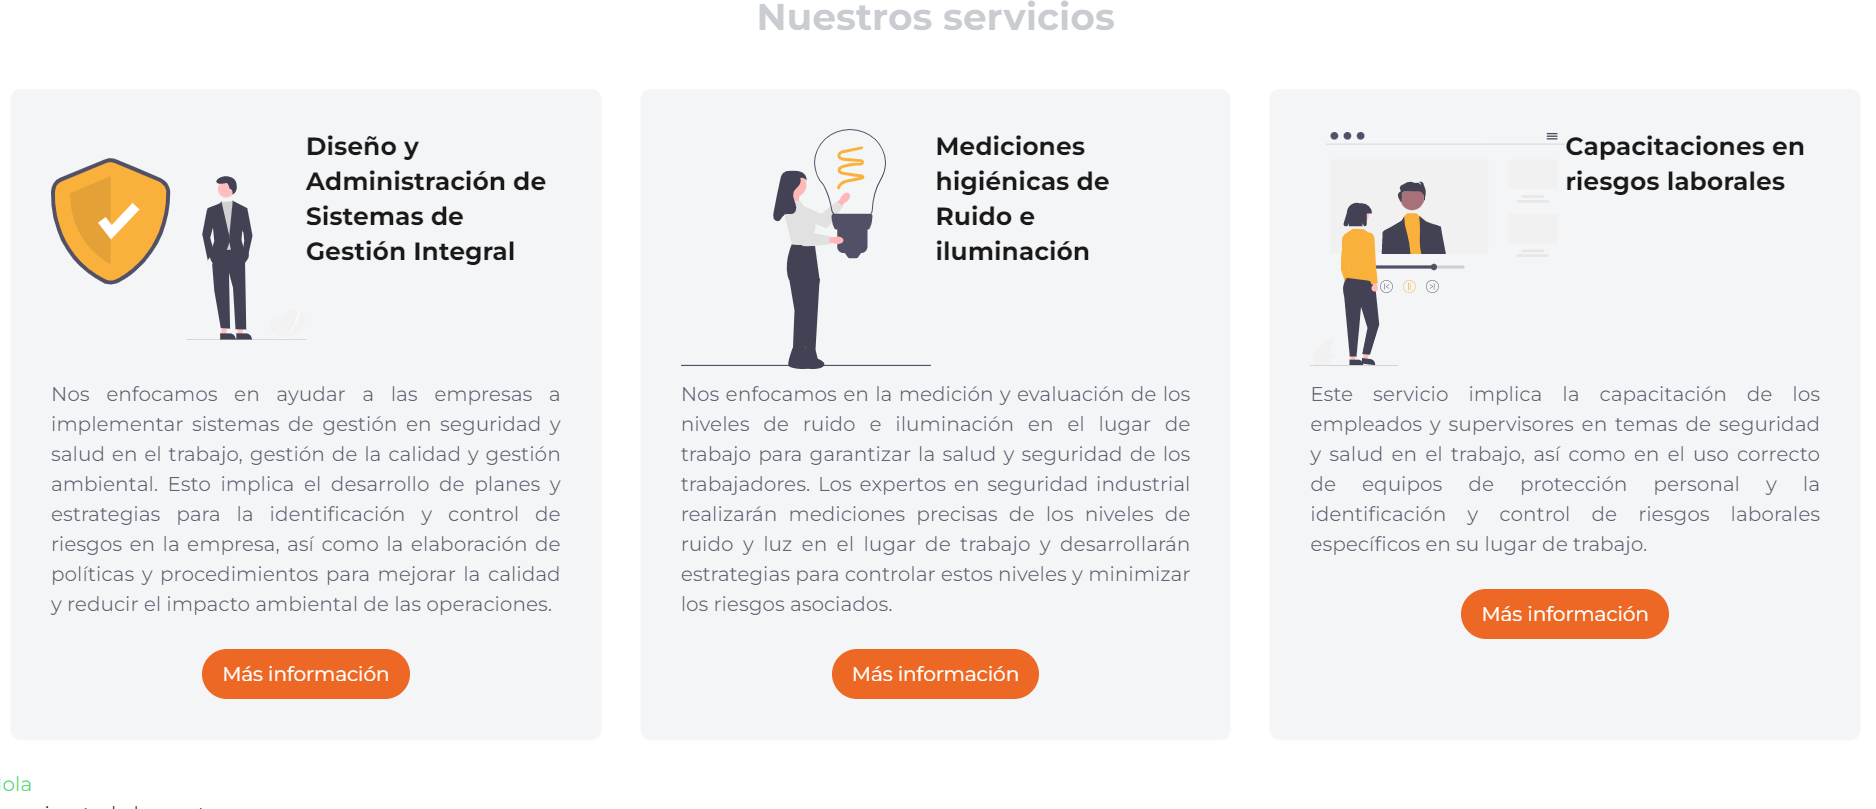 Nuestros servicios
Diseño y
Administración de
Sistemas de
Gestión Integral
Nos enfocamos en ayudar a las empresas a
implementar sistemas de gestión en seguridad y
salud en el trabajo, gestión de la calidad y gestión
ambiental. Esto implica el desarrollo de planes y
estrategias para la identificación y control de
riesgos en la empresa, así como la elaboración de
políticas y procedimientos para mejorar la calidad
y reducir el impacto ambiental de las operaciones.
Más información
Mediciones
higiénicas de
Ruido e
iluminación
Nos enfocamos en la medición y evaluación de los
niveles de ruido e iluminación en el lugar de
trabajo para garantizar la salud y seguridad de los
trabajadores. Los expertos en seguridad industrial
realizarán mediciones precisas de los niveles de
ruido y luz en el lugar de trabajo y desarrollarán
estrategias para controlar estos niveles y minimizar
los riesgos asociados.
Más información
Capacitaciones en
riesgos laborales
Este servicio implica la capacitación de los
empleados y supervisores en temas de seguridad
y salud en el trabajo, así como en el uso correcto
de equipos de protección personal y la
identificación y control de riesgos laborales
específicos en su lugar de trabajo.
Más información